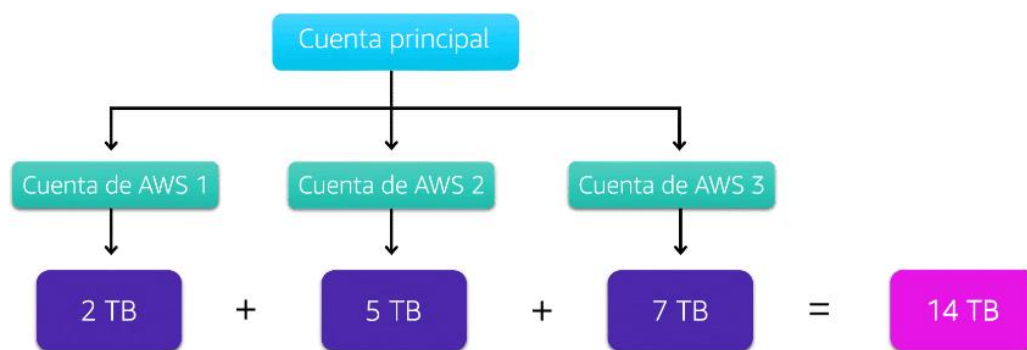 Cuenta principal
Cuenta de AWS 1
Cuenta de AWS 2
Cuenta de AWS 3
2 TB + 5 TB + 7 TB = 14 TB